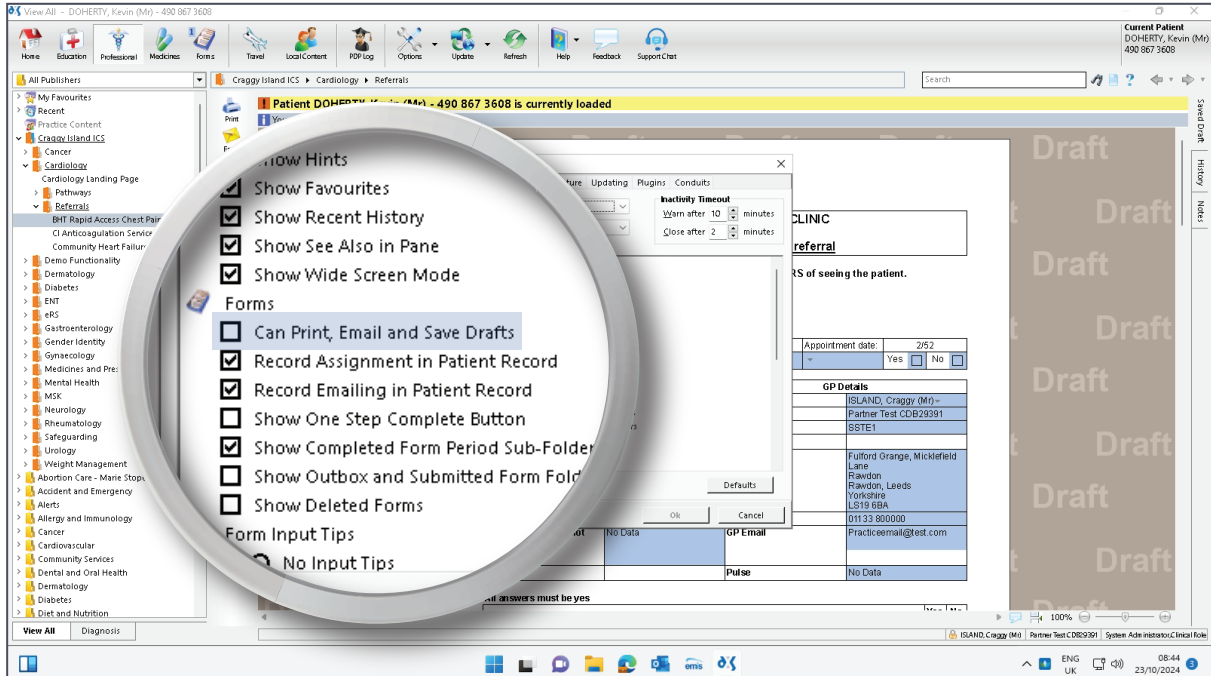 View All - DOHERTY, Kevin (Mr) - 490 867 3608
Current Patient
DOHERTY, Kevin (Mr)
490 867 3608
Home Education Professional Medicines Forms Travel Local Content PDP Log Options Update Refresh Help Feedback Support Chat
All Publishers
Craggy Island ICS Cardiology Referrals
Search
My Favourites
Recent
Practice Content
Craggy Island ICS
Cancer
Cardiology
Cardiology Landing Page
Pathways
Referrals
BHT Rapid Access Chest Pain
CI Anticoagulation Service
Community Heart Failure
Demo Functionality
Dermatology
Diabetes
ENT
eRS
Gastroenterology
Gender Identity
Gynaecology
Medicines and Pres
Mental Health
MSK
Neurology
Rheumatology
Safeguarding
Urology
Weight Management
Abortion Care - Marie Stopes
Accident and Emergency
Alerts
Allergy and Immunology
Cancer
Cardiovascular
Community Services
Dental and Oral Health
Dermatology
Diabetes
Diet and Nutrition
View All Diagnosis
Print
! Patient DOHERTY, Kevin (Mr) - 490 867 3608 is currently loaded
Show Hints
Show Favourites
Show Recent History
Show See Also in Pane
Show Wide Screen Mode
Forms
Can Print, Email and Save Drafts
Record Assignment in Patient Record
Record Emailing in Patient Record
Show One Step Complete Button
Show Completed Form Period Sub-Folder
Show Outbox and Submitted Form Fold
Show Deleted Forms
Form Input Tips
No Input Tips
Updating Plugins Conduits
Inactivity Timeout
Warn after 10 minutes
Close after 2 minutes
Defaults
Ok Cancel
CLINIC
referral
RS of seeing the patient.
Appointment date: 2/52
Yes No
GP Details
ISLAND, Craggy (Mr)
Partner Test CDB29391
SSTE1
Fulford Grange, Micklefield
Lane
Rawdon
Rawdon, Leeds
Yorkshire
LS19 6BA
01133 800000
No Data GP Email Practiceemail@test.com
Pulse No Data
All answers must be yes
Yes No
Draft
Draft
Draft
Draft
Draft
Draft
Draft
Draft
Saved Draft
History
Notes
100%
ISLAND, Craggy (Mr) Partner Test CDB29391 System Administrator,Clinical Role
emis
ENG
UK
08:44
23/10/2024
3